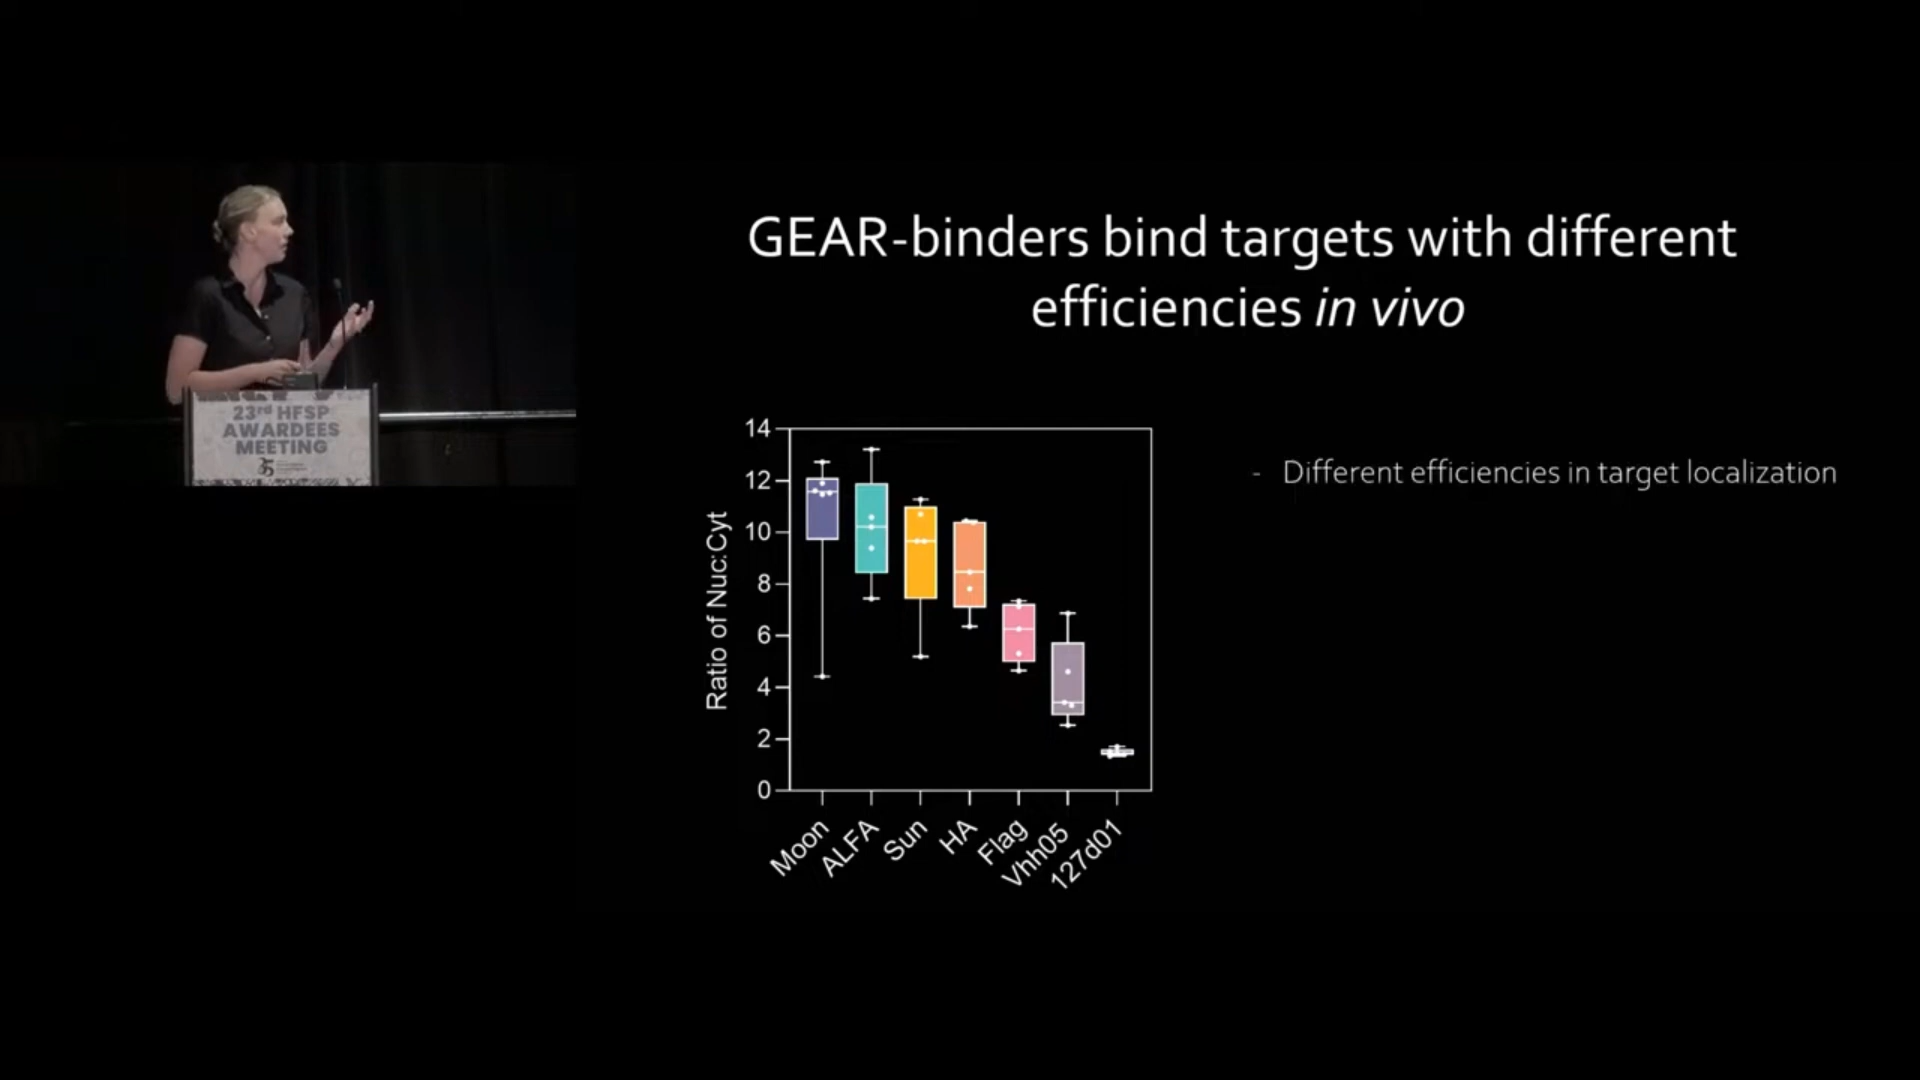 GEAR-binders bind targets with different
efficiencies in vivo
23rd HFSP
AWARDEES
MEETING
35
- Different efficiencies in target localization
Ratio of Nuc:Cyt
14
12
10
8
6
4
2
0
Moon
ALFA
Sun
HA
Flag
Vhh05
127d01